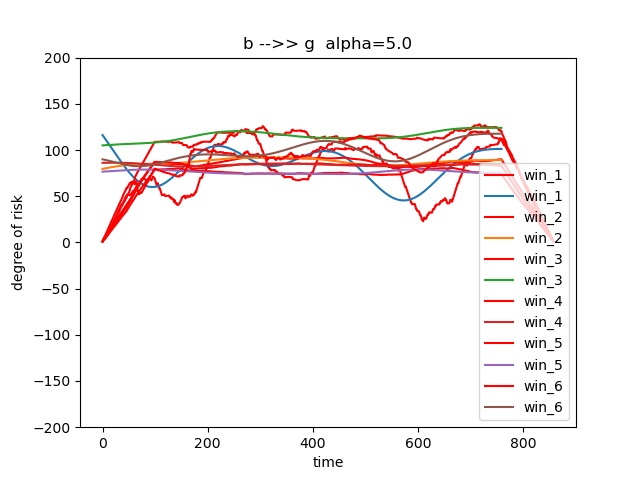 b -->> g  alpha=5.0
200
150
100
50
0
−50
−100
−150
−200
degree of risk
0 200 400 600 800
time
win_1
win_1
win_2
win_2
win_3
win_3
win_4
win_4
win_5
win_5
win_6
win_6